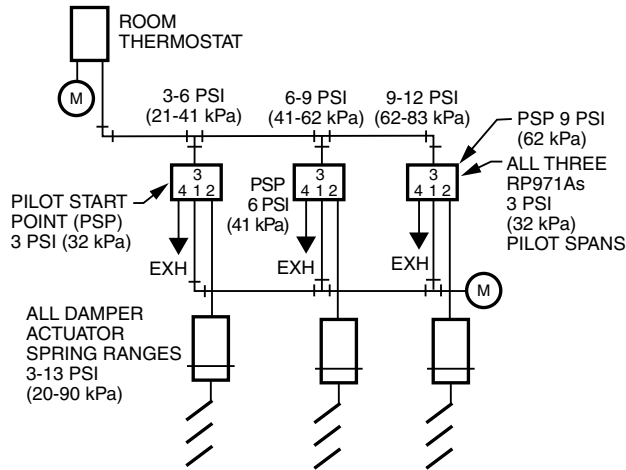 ROOM
THERMOSTAT
M
3-6 PSI
(21-41 kPa)
6-9 PSI
(41-62 kPa)
9-12 PSI
(62-83 kPa)
PSP 9 PSI
(62 kPa)
ALL THREE
RP971As
3 PSI
(32 kPa)
PILOT SPANS
3
4 1 2
3
4 1 2
3
4 1 2
PILOT START
POINT (PSP)
3 PSI (32 kPa)
PSP
6 PSI
(41 kPa)
EXH
EXH
EXH
M
ALL DAMPER
ACTUATOR
SPRING RANGES
3-13 PSI
(20-90 kPa)